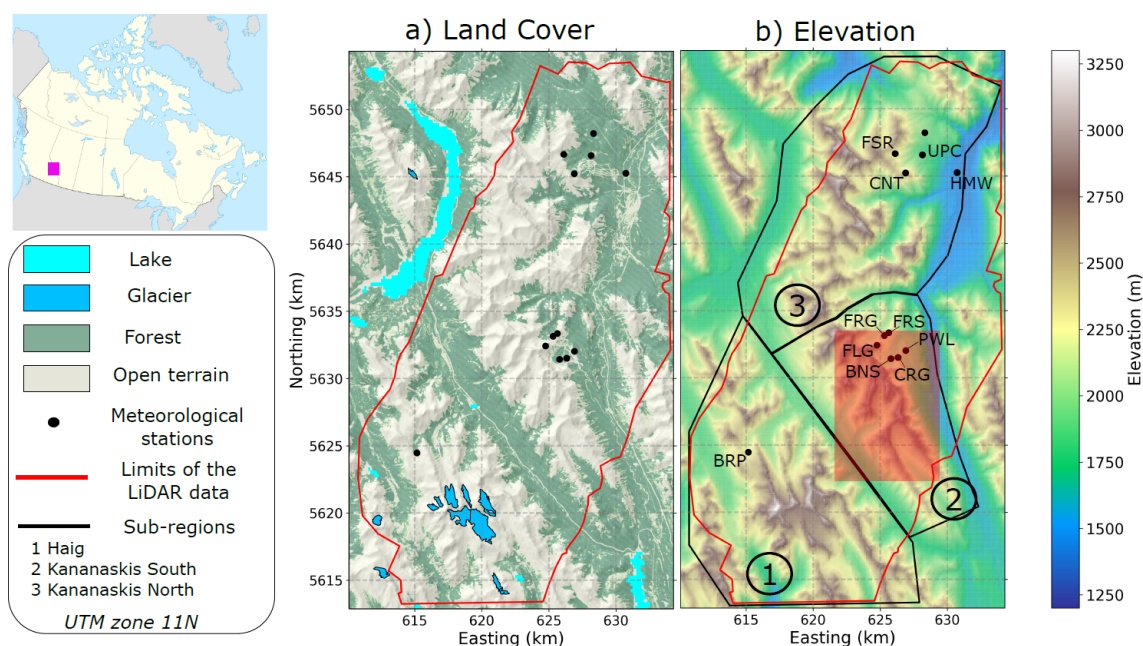 a) Land Cover
b) Elevation
Lake
Glacier
Forest
Open terrain
Meteorological
stations
Limits of the
LiDAR data
Sub-regions
1 Haig
2 Kananaskis South
3 Kananaskis North
UTM zone 11N
Northing (km)
5650
5645
5640
5635
5630
5625
5620
5615
615
620
625
630
Easting (km)
FSR
UPC
CNT
HMW
3
FRG
FRS
PWL
FLG
BNS
CRG
BRP
2
1
615
620
625
630
Easting (km)
3250
3000
2750
2500
2250
2000
1750
1500
1250
Elevation (m)